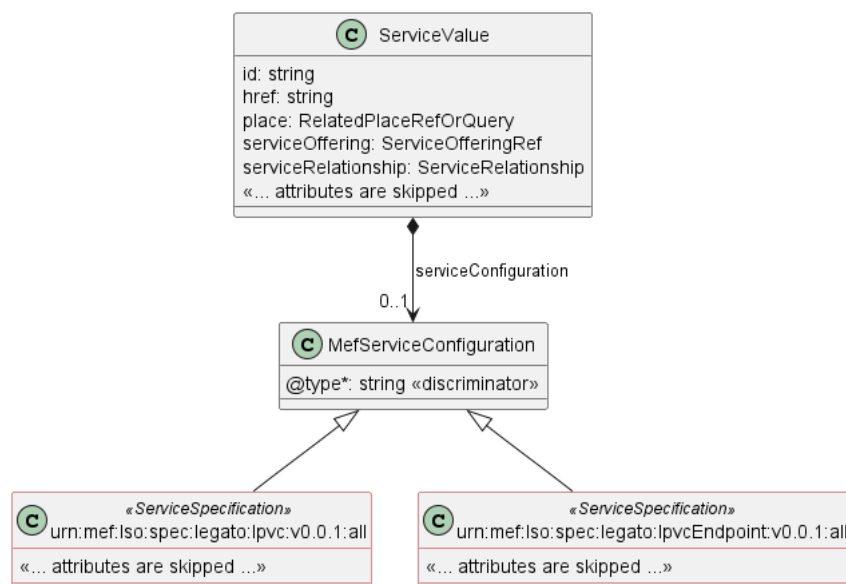 C ServiceValue
id: string
href: string
place: RelatedPlaceRefOrQuery
serviceOffering: ServiceOfferingRef
serviceRelationship: ServiceRelationship
«... attributes are skipped ...»
serviceConfiguration
0..1
C MefServiceConfiguration
@type*: string «discriminator»
«ServiceSpecification»
C urn:mef:lso:spec:legato:Ipvc:v0.0.1:all
«... attributes are skipped ...»
«ServiceSpecification»
C urn:mef:lso:spec:legato:IpvcEndpoint:v0.0.1:all
«... attributes are skipped ...»